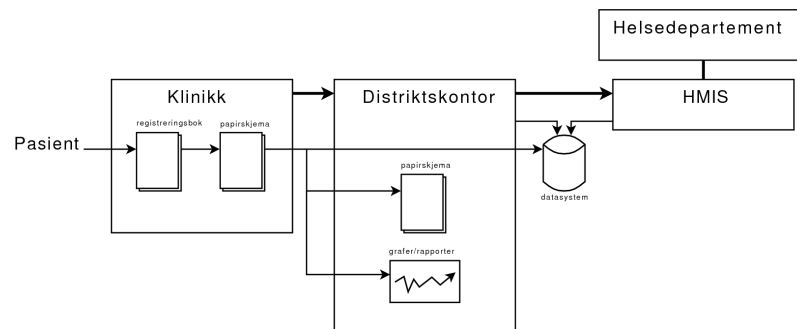 Helsedepartement
Klinikk
Distriktskontor
HMIS
registreringsbok
papirskjema
Pasient
papirskjema
datasystem
grafer/rapporter